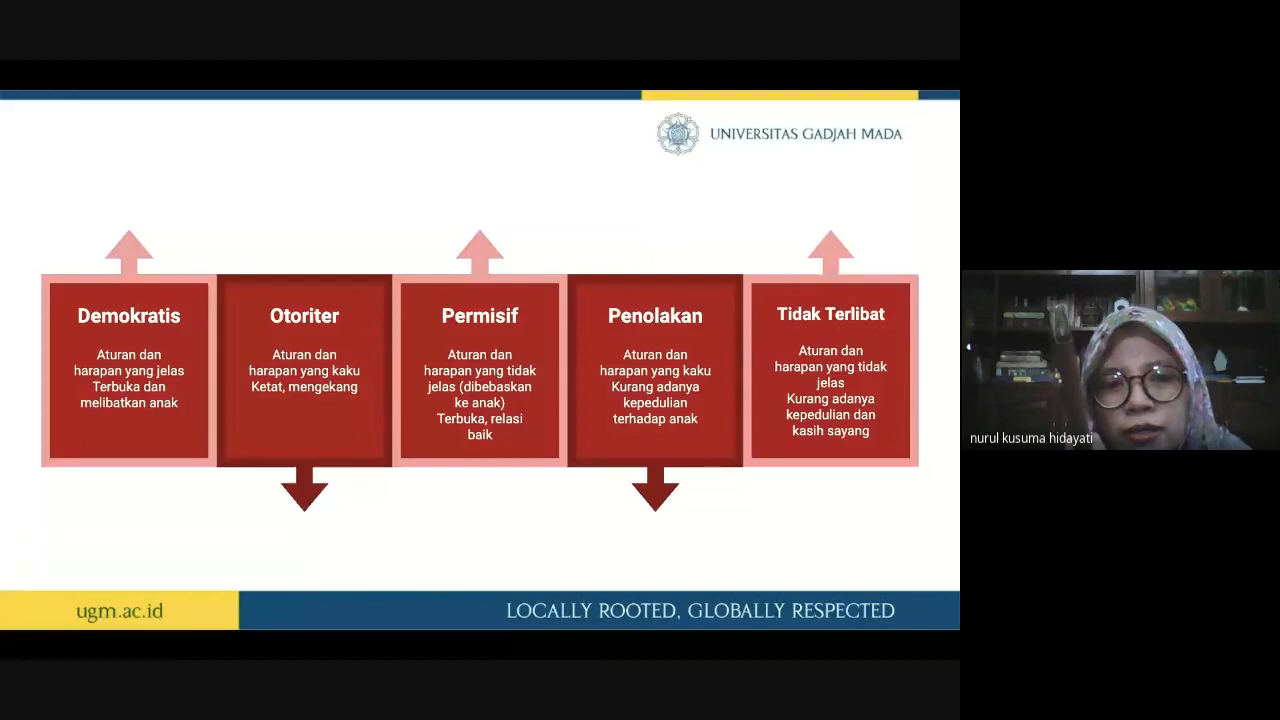 UNIVERSITAS GADJAH MADA
Demokratis
Aturan dan
harapan yang jelas
Terbuka dan
melibatkan anak
Otoriter
Aturan dan
harapan yang kaku
Ketat, mengekang
Permisif
Aturan dan
harapan yang tidak
jelas (dibebaskan
ke anak)
Terbuka, relasi
baik
Penolakan
Aturan dan
harapan yang kaku
Kurang adanya
kepedulian
terhadap anak
Tidak Terlibat
Aturan dan
harapan yang tidak
jelas
Kurang adanya
kepedulian dan
kasih sayang
nurul kusuma hidayati
ugm.ac.id
LOCALLY ROOTED, GLOBALLY RESPECTED